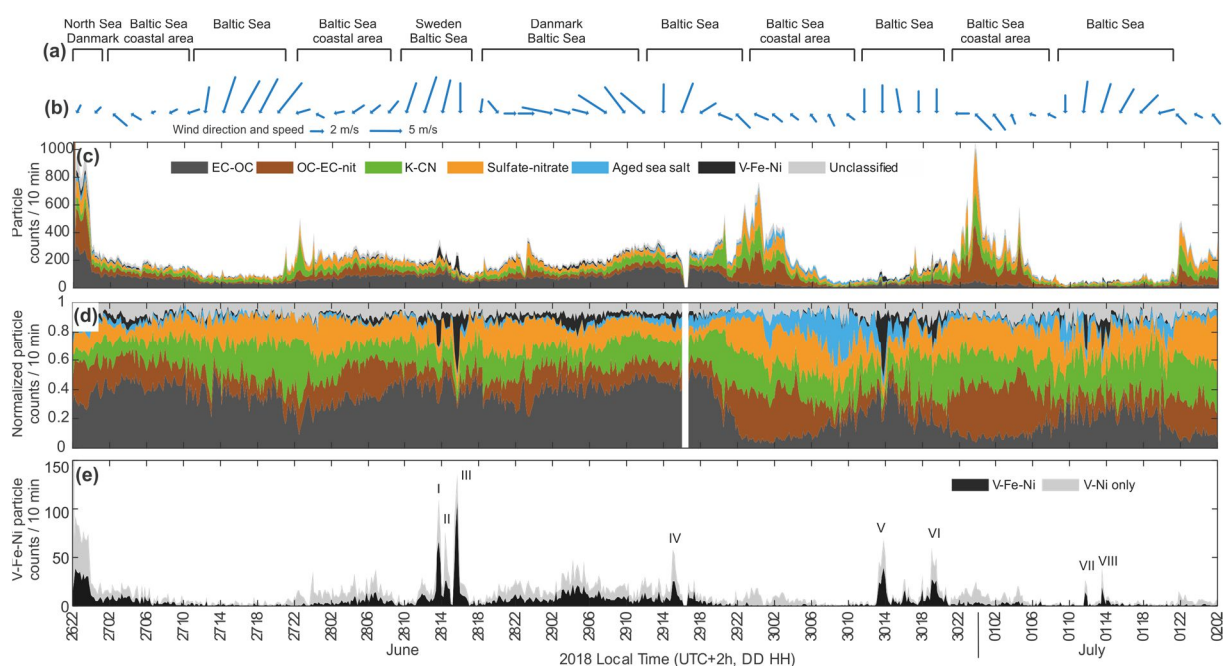 North Sea Baltic Sea Baltic Sea Baltic Sea Sweden Danmark Baltic Sea Baltic Sea Baltic Sea Baltic Sea Baltic Sea
Danmark coastal area coastal area Baltic Sea Baltic Sea coastal area coastal area
(a)
(b)
Wind direction and speed 2 m/s 5 m/s
(c)
1000
800
600
400
200
0
Particle
counts / 10 min
EC-OC OC-EC-nit K-CN Sulfate-nitrate Aged sea salt V-Fe-Ni Unclassified
(d)
1
0.8
0.6
0.4
0.2
0
Normalized particle
counts / 10 min
(e)
150
100
50
0
V-Fe-Ni particle
counts / 10 min
I II III IV V VI VII VIII
V-Fe-Ni V-Ni only
2622 2702 2706 2710 2714 2718 2722 2802 2806 2810 2814 2818 2822 2902 2906 2910 2914 2918 2922 3002 3006 3010 3014 3018 3022 0102 0106 0110 0114 0118 0122 0202
June July
2018 Local Time (UTC+2h, DD HH)